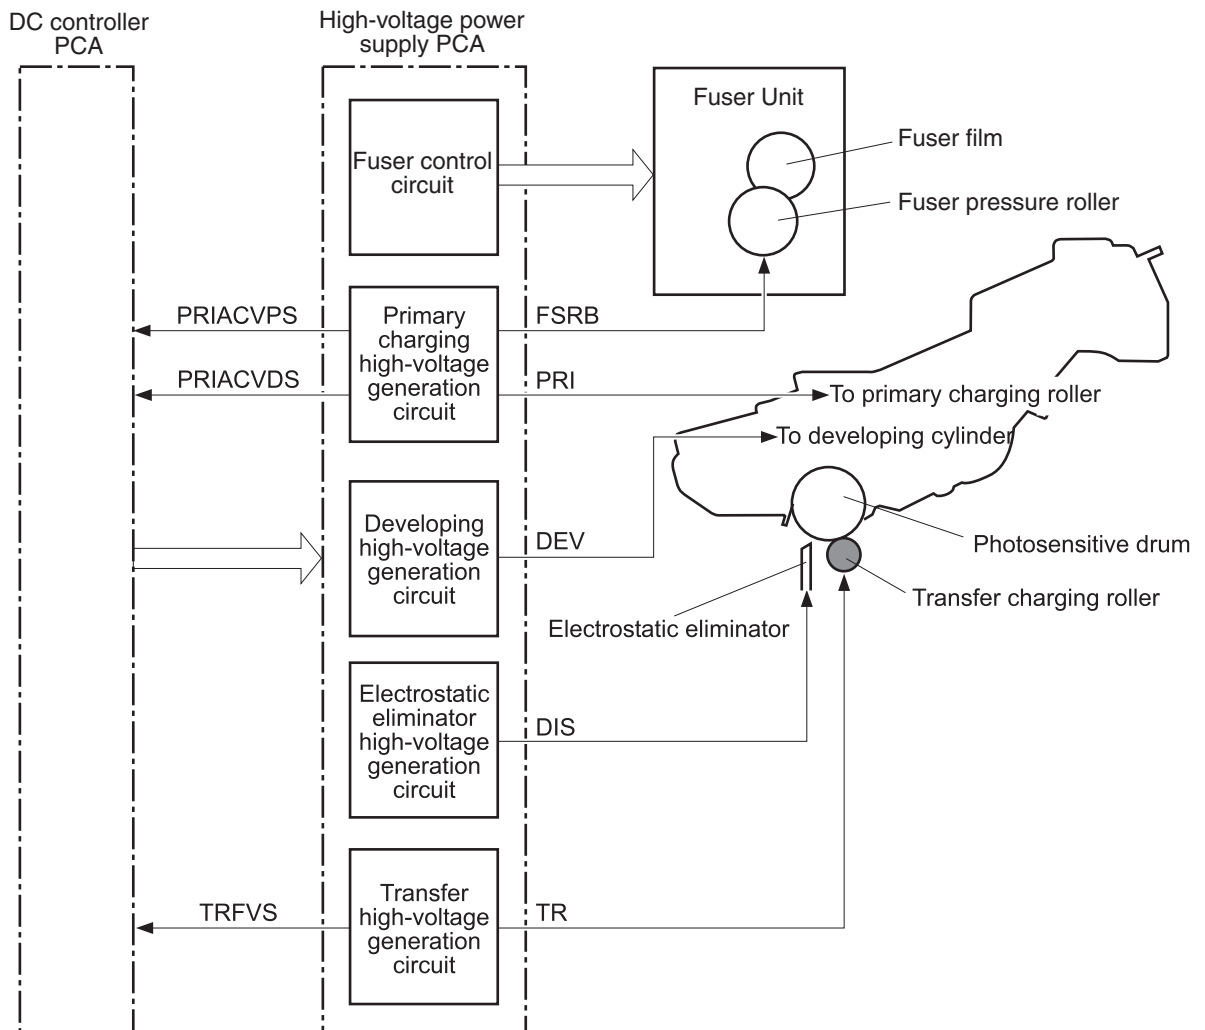 DC controller
PCA
High-voltage power
supply PCA
Fuser Unit
Fuser control
circuit
Fuser film
Fuser pressure roller
PRIACVPS
Primary
charging
high-voltage
generation
circuit
FSRB
PRIACVDS
PRI
To primary charging roller
To developing cylinder
Developing
high-voltage
generation
circuit
DEV
Photosensitive drum
Transfer charging roller
Electrostatic eliminator
Electrostatic
eliminator
high-voltage
generation
circuit
DIS
TRFVS
Transfer
high-voltage
generation
circuit
TR